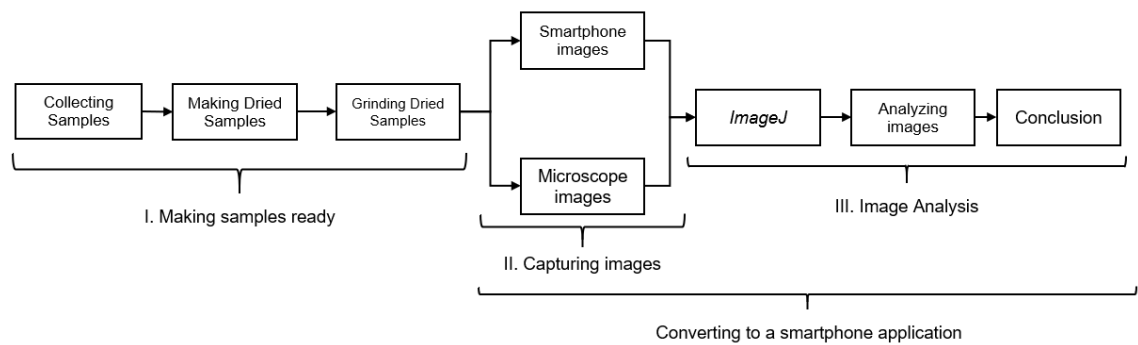 Smartphone
images
Collecting
Samples
Making Dried
Samples
Grinding Dried
Samples
ImageJ
Analyzing
images
Conclusion
Microscope
images
I. Making samples ready
III. Image Analysis
II. Capturing images
Converting to a smartphone application